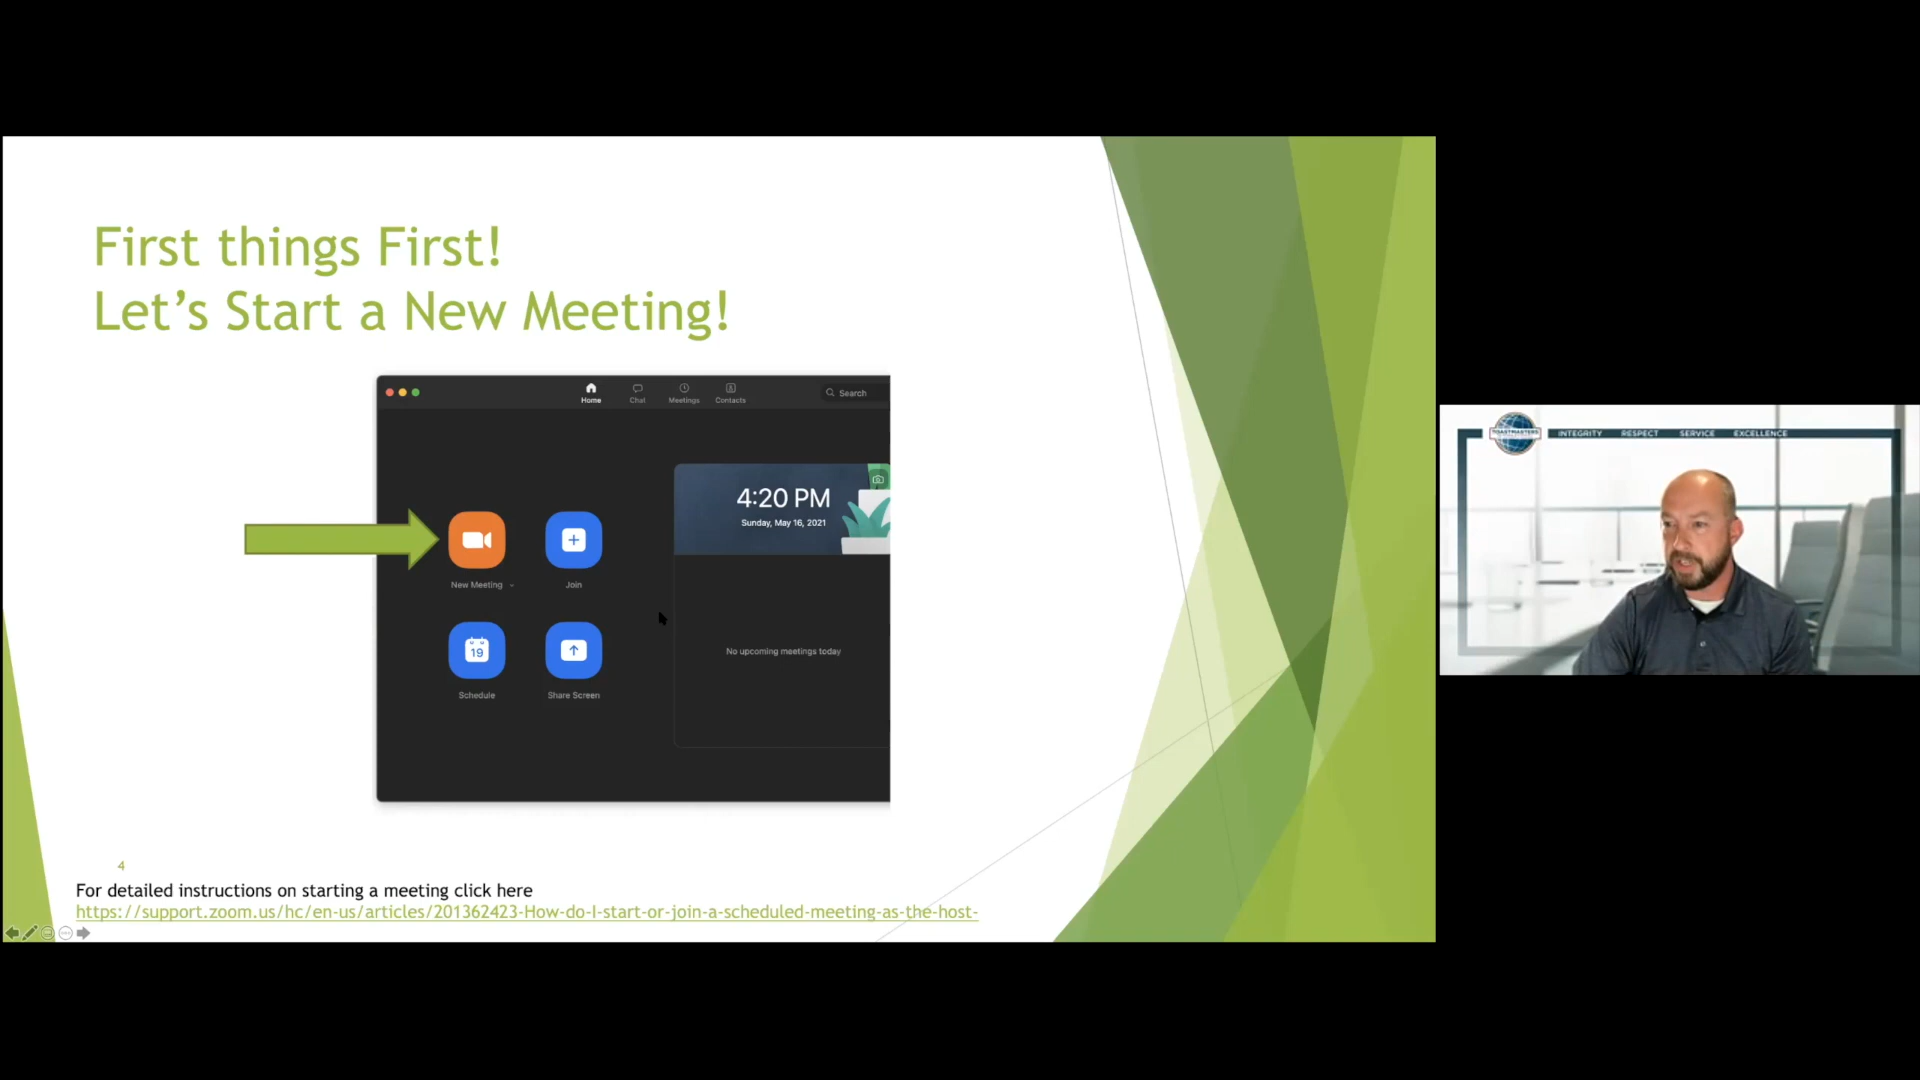 First things First!
Let's Start a New Meeting!
Home
Chat
Meetings
Contacts
Search
4:20 PM
Sunday, May 16, 2021
New Meeting
Join
19
Schedule
Share Screen
No upcoming meetings today
4
For detailed instructions on starting a meeting click here
https://support.zoom.us/hc/en-us/articles/201362423-How-do-I-start-or-join-a-scheduled-meeting-as-the-host-
TOASTMASTERS
INTEGRITY RESPECT SERVICE EXCELLENCE